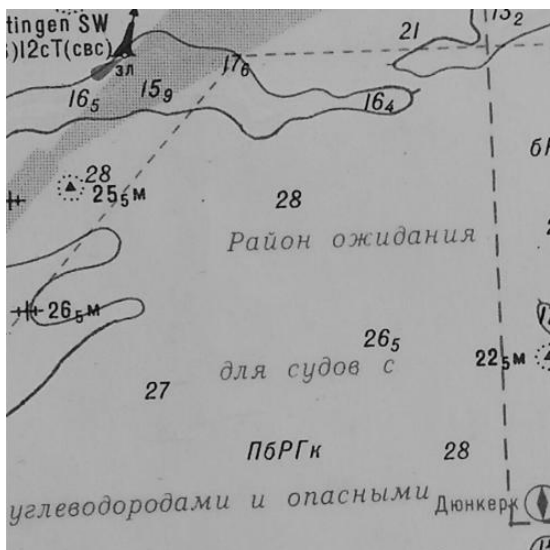 tingen SW
)12сТ(свс)
зл
13₂
21
17₆
16₅
15₉
16₄
28
25₅м
28
Район ожидания
26₅м
26₅
для судов с
22₅м
27
ПбРГк
28
углеводородами и опасными
Дюнкерк